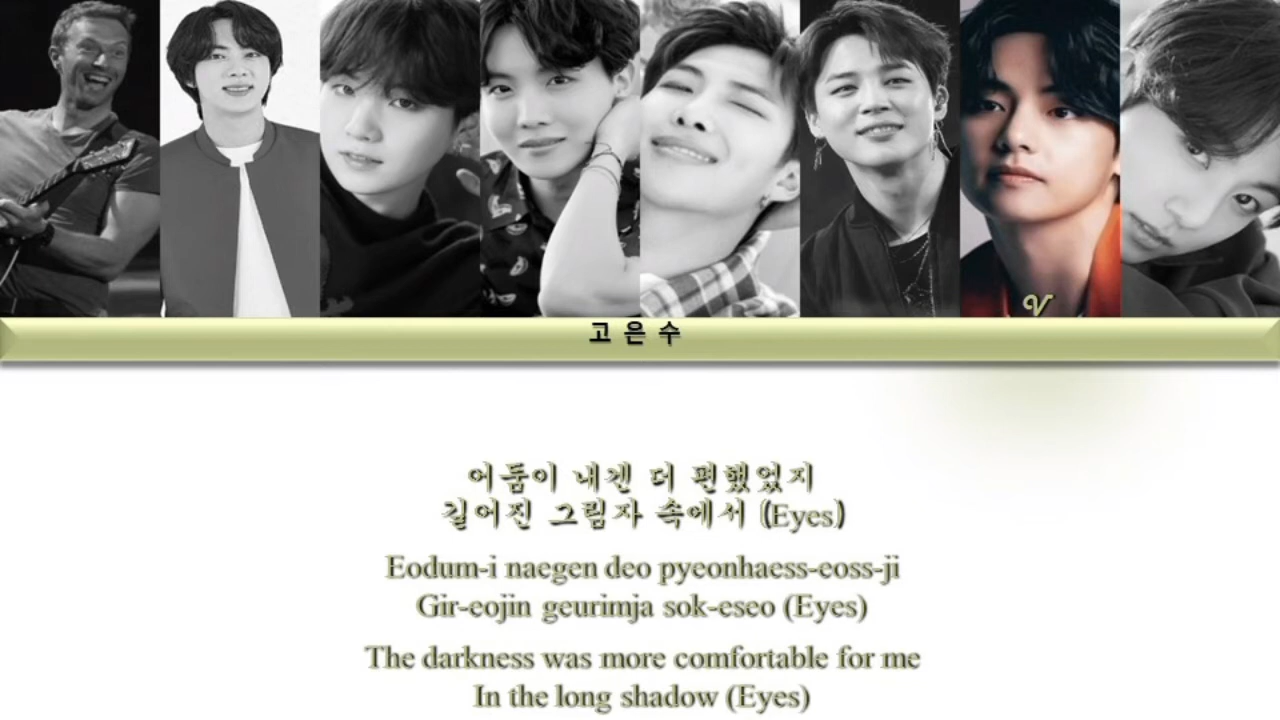 V
고은수
어둠이 내겐 더 편했었지
길어진 그림자 속에서 (Eyes)
Eodum-i naegen deo pyeonhaess-eoss-ji
Gir-eojin geurimja sok-eseo (Eyes)
The darkness was more comfortable for me
In the long shadow (Eyes)